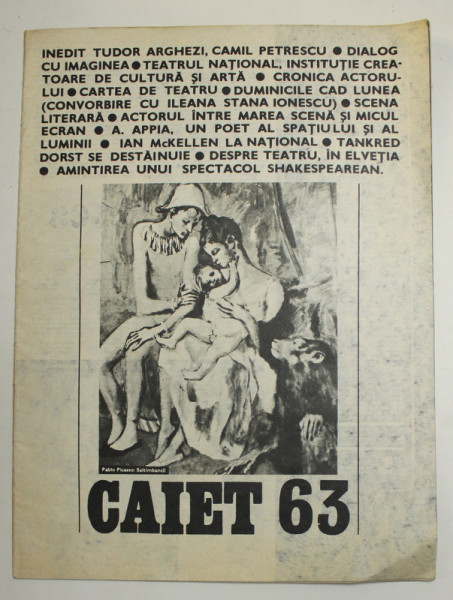 INEDIT TUDOR ARGHEZI, CAMIL PETRESCU ● DIALOG
CU IMAGINEA ● TEATRUL NAȚIONAL, INSTITUȚIE CREA-
TOARE DE CULTURĂ ȘI ARTĂ ● CRONICA ACTORU-
LUI ● CARTEA DE TEATRU ● DUMINICILE CAD LUNEA
(CONVORBIRE CU ILEANA STANA IONESCU) ● SCENA
LITERARĂ ● ACTORUL ÎNTRE MAREA SCENĂ ȘI MICUL
ECRAN ● A. APPIA, UN POET AL SPAȚIULUI ȘI AL
LUMINII ● IAN McKELLEN LA NAȚIONAL ● TANKRED
DORST SE DESTĂINUIE ● DESPRE TEATRU, ÎN ELVEȚIA
● AMINTIREA UNUI SPECTACOL SHAKESPEAREAN.
Pablo Picasso: Saltimbancii
CAIET 63